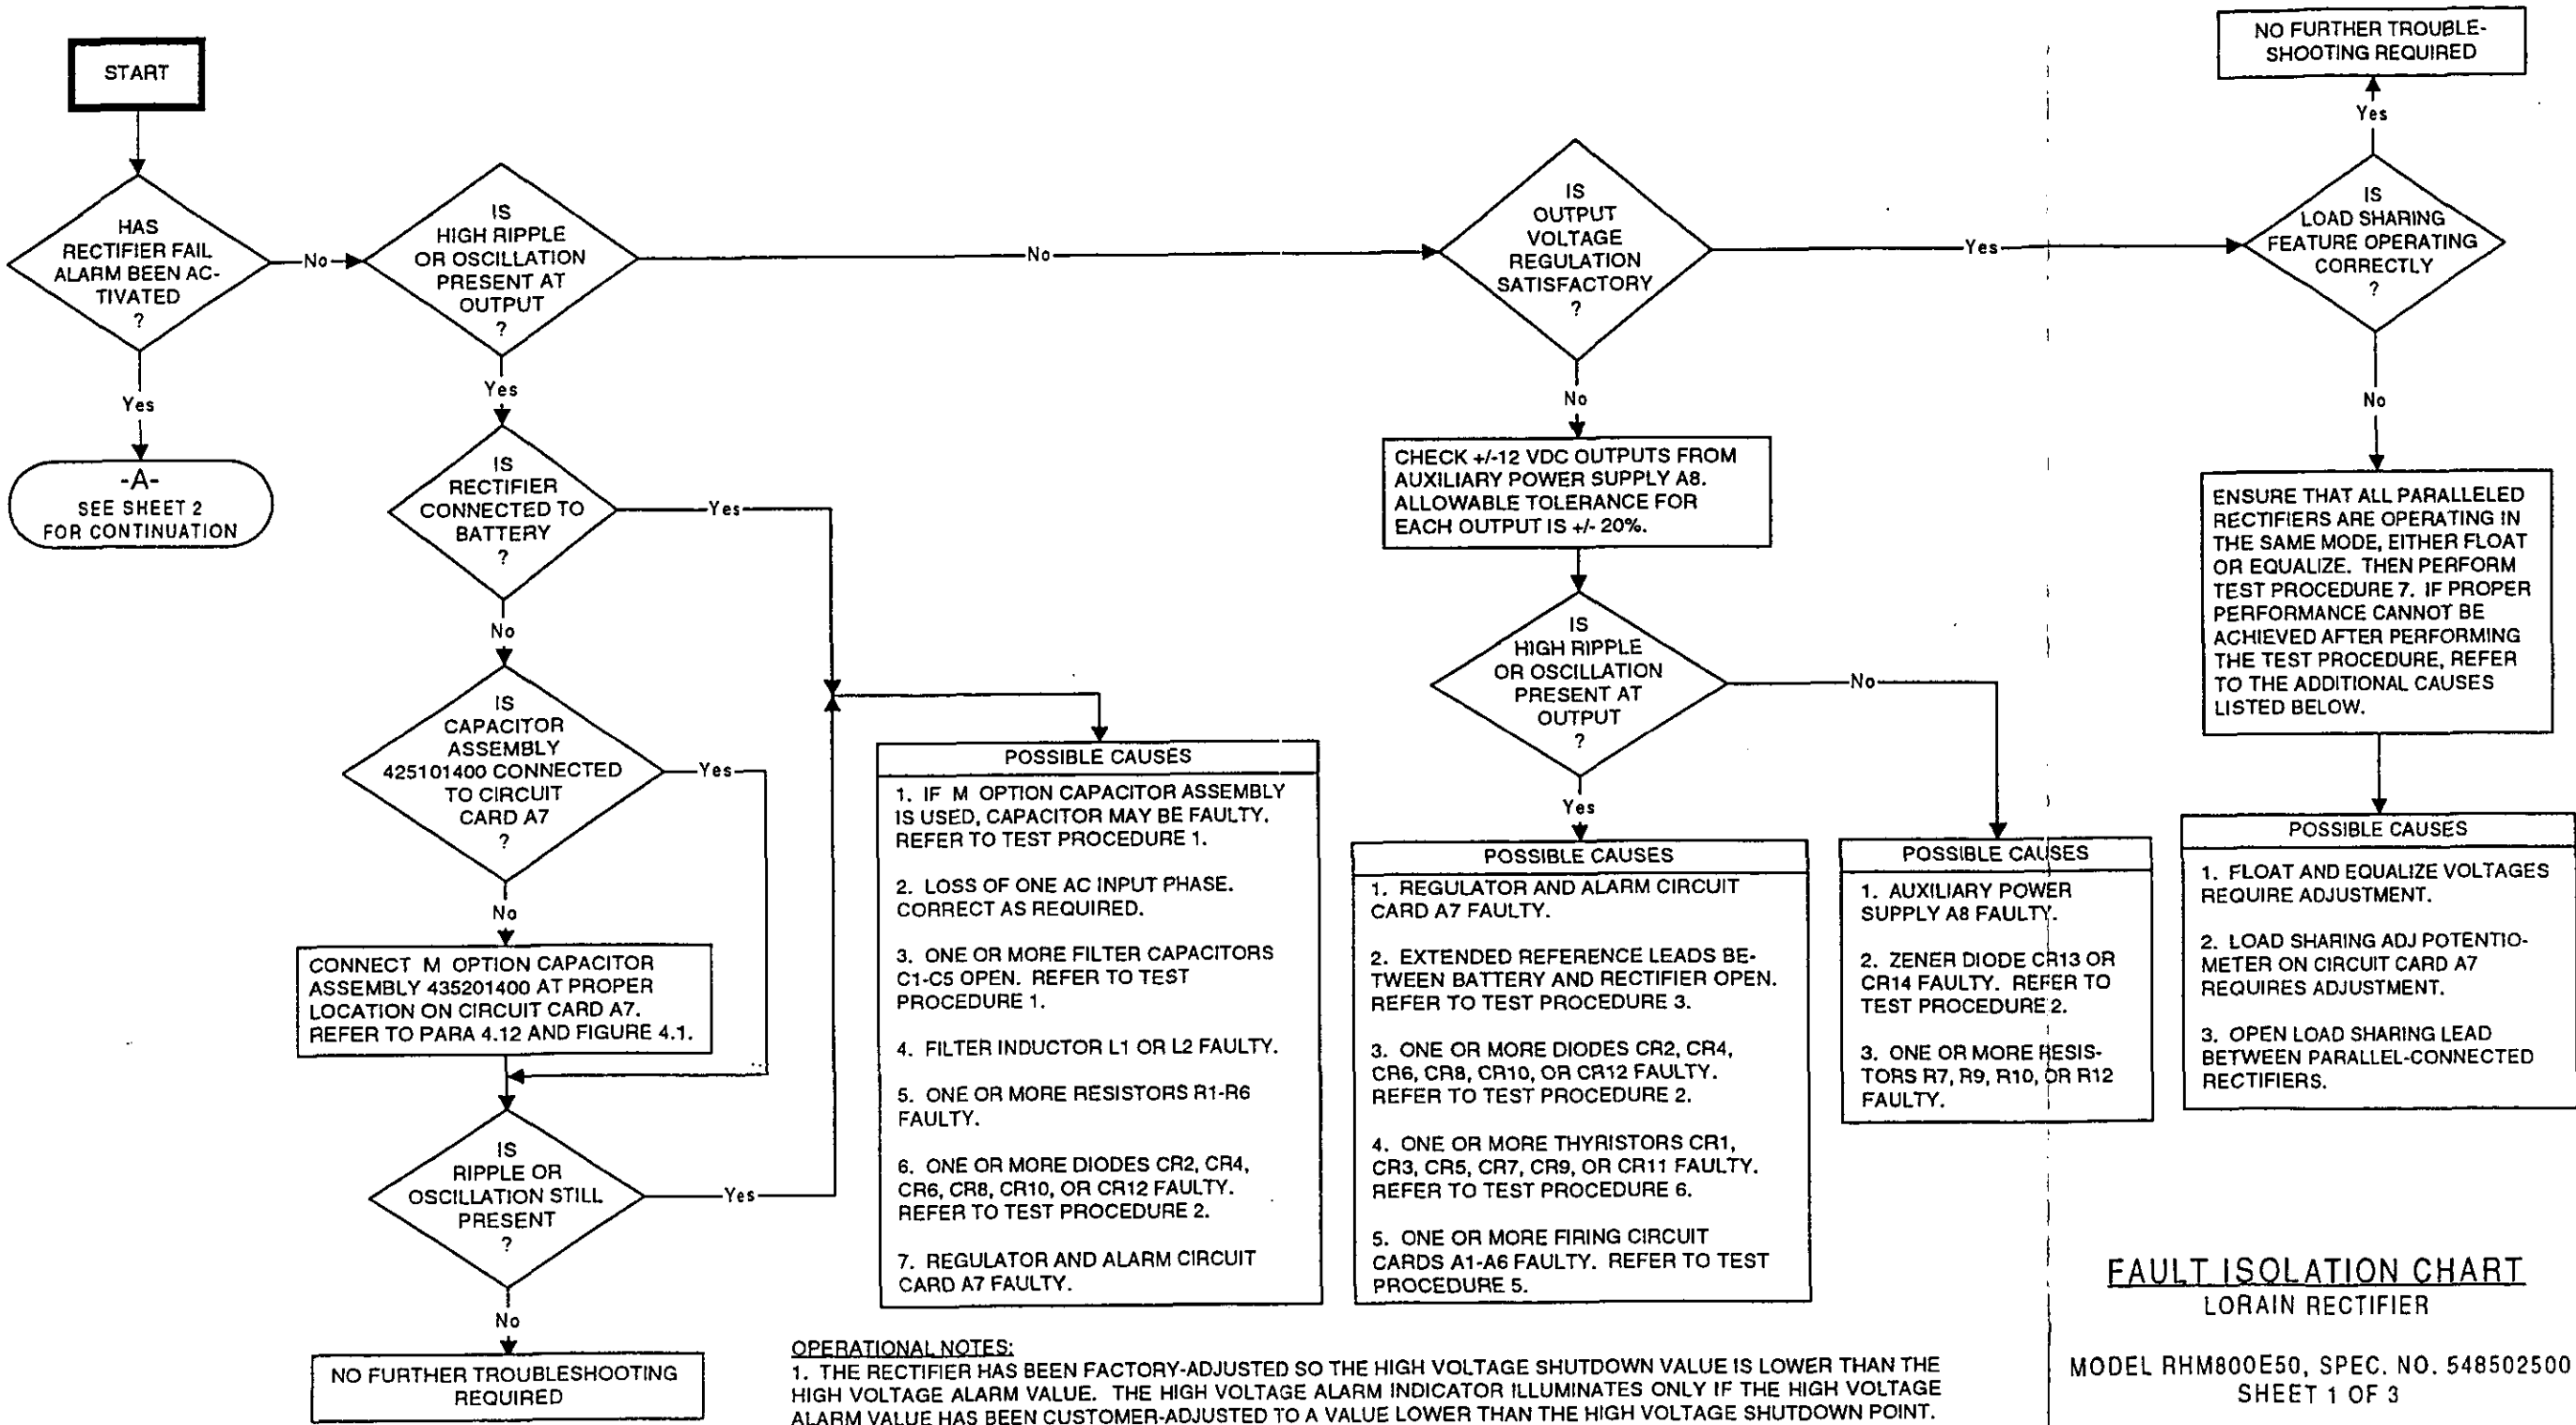 START
HAS
RECTIFIER FAIL
ALARM BEEN AC-
TIVATED
?
Yes
-A-
SEE SHEET 2
FOR CONTINUATION
No
IS
HIGH RIPPLE
OR OSCILLATION
PRESENT AT
OUTPUT
?
Yes
IS
RECTIFIER
CONNECTED TO
BATTERY
?
Yes
No
IS
CAPACITOR
ASSEMBLY
425101400 CONNECTED
TO CIRCUIT
CARD A7
?
Yes
No
CONNECT M OPTION CAPACITOR
ASSEMBLY 435201400 AT PROPER
LOCATION ON CIRCUIT CARD A7.
REFER TO PARA 4.12 AND FIGURE 4.1.
IS
RIPPLE OR
OSCILLATION STILL
PRESENT
?
Yes
No
NO FURTHER TROUBLESHOOTING
REQUIRED
POSSIBLE CAUSES
1. IF M OPTION CAPACITOR ASSEMBLY
IS USED, CAPACITOR MAY BE FAULTY.
REFER TO TEST PROCEDURE 1.
2. LOSS OF ONE AC INPUT PHASE.
CORRECT AS REQUIRED.
3. ONE OR MORE FILTER CAPACITORS
C1-C5 OPEN. REFER TO TEST
PROCEDURE 1.
4. FILTER INDUCTOR L1 OR L2 FAULTY.
5. ONE OR MORE RESISTORS R1-R6
FAULTY.
6. ONE OR MORE DIODES CR2, CR4,
CR6, CR8, CR10, OR CR12 FAULTY.
REFER TO TEST PROCEDURE 2.
7. REGULATOR AND ALARM CIRCUIT
CARD A7 FAULTY.
No
IS
OUTPUT
VOLTAGE
REGULATION
SATISFACTORY
?
No
CHECK +/-12 VDC OUTPUTS FROM
AUXILIARY POWER SUPPLY A8.
ALLOWABLE TOLERANCE FOR
EACH OUTPUT IS +/- 20%.
IS
HIGH RIPPLE
OR OSCILLATION
PRESENT AT
OUTPUT
?
Yes
POSSIBLE CAUSES
1. REGULATOR AND ALARM CIRCUIT
CARD A7 FAULTY.
2. EXTENDED REFERENCE LEADS BE-
TWEEN BATTERY AND RECTIFIER OPEN.
REFER TO TEST PROCEDURE 3.
3. ONE OR MORE DIODES CR2, CR4,
CR6, CR8, CR10, OR CR12 FAULTY.
REFER TO TEST PROCEDURE 2.
4. ONE OR MORE THYRISTORS CR1,
CR3, CR5, CR7, CR9, OR CR11 FAULTY.
REFER TO TEST PROCEDURE 6.
5. ONE OR MORE FIRING CIRCUIT
CARDS A1-A6 FAULTY. REFER TO TEST
PROCEDURE 5.
No
POSSIBLE CAUSES
1. AUXILIARY POWER
SUPPLY A8 FAULTY.
2. ZENER DIODE CR13 OR
CR14 FAULTY. REFER TO
TEST PROCEDURE 2.
3. ONE OR MORE RESIS-
TORS R7, R9, R10, OR R12
FAULTY.
Yes
IS
LOAD SHARING
FEATURE OPERATING
CORRECTLY
?
Yes
NO FURTHER TROUBLE-
SHOOTING REQUIRED
No
ENSURE THAT ALL PARALLELED
RECTIFIERS ARE OPERATING IN
THE SAME MODE, EITHER FLOAT
OR EQUALIZE. THEN PERFORM
TEST PROCEDURE 7. IF PROPER
PERFORMANCE CANNOT BE
ACHIEVED AFTER PERFORMING
THE TEST PROCEDURE, REFER
TO THE ADDITIONAL CAUSES
LISTED BELOW.
POSSIBLE CAUSES
1. FLOAT AND EQUALIZE VOLTAGES
REQUIRE ADJUSTMENT.
2. LOAD SHARING ADJ POTENTIO-
METER ON CIRCUIT CARD A7
REQUIRES ADJUSTMENT.
3. OPEN LOAD SHARING LEAD
BETWEEN PARALLEL-CONNECTED
RECTIFIERS.
OPERATIONAL NOTES:
1. THE RECTIFIER HAS BEEN FACTORY-ADJUSTED SO THE HIGH VOLTAGE SHUTDOWN VALUE IS LOWER THAN THE
HIGH VOLTAGE ALARM VALUE. THE HIGH VOLTAGE ALARM INDICATOR ILLUMINATES ONLY IF THE HIGH VOLTAGE
ALARM VALUE HAS BEEN CUSTOMER-ADJUSTED TO A VALUE LOWER THAN THE HIGH VOLTAGE SHUTDOWN POINT.
FAULT ISOLATION CHART
LORAIN RECTIFIER
MODEL RHM800E50, SPEC. NO. 548502500
SHEET 1 OF 3